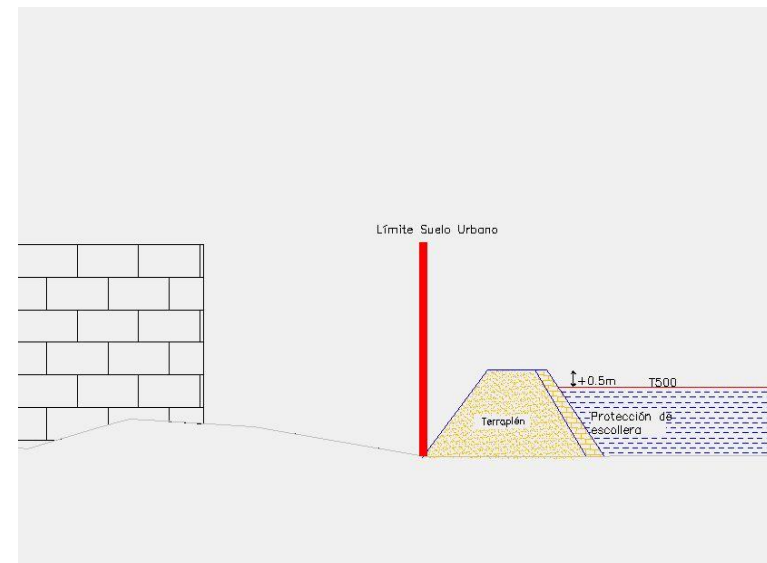 Límite Suelo Urbano
+0.5m
T500
Terraplén
Protección de
escollera